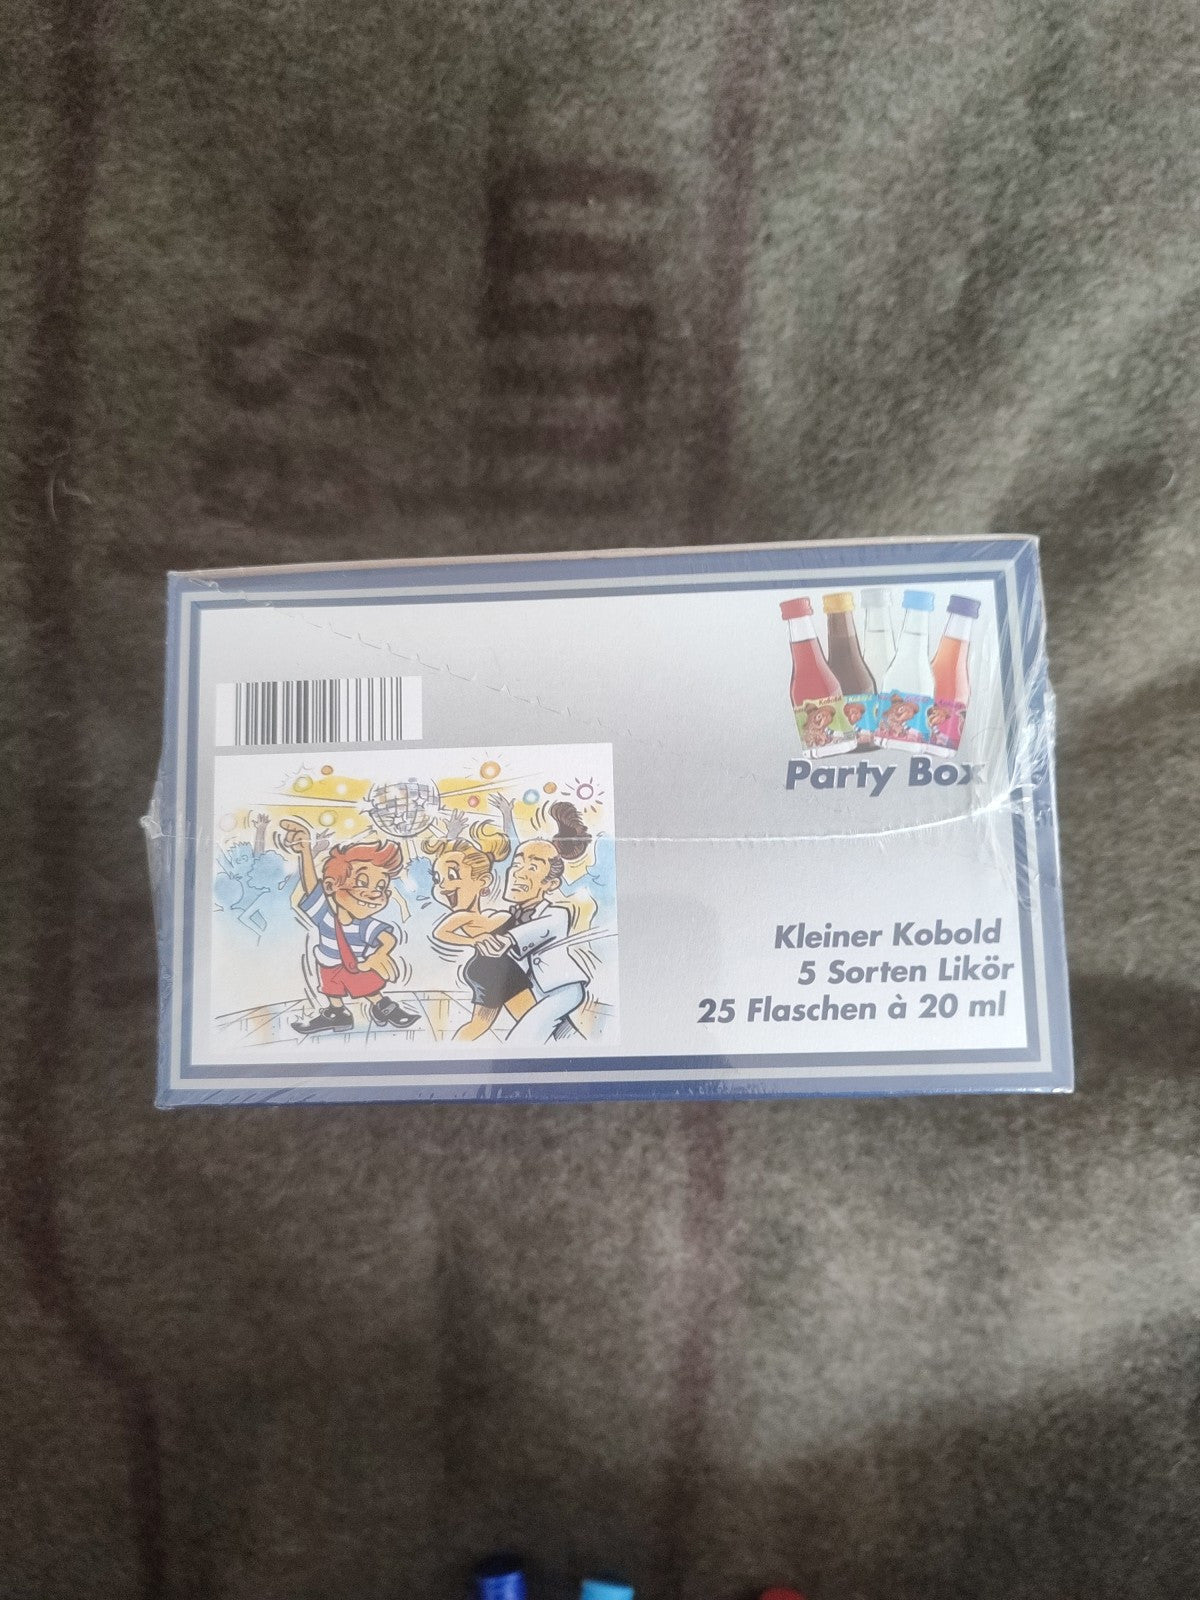 Party Box
Kleiner Kobold
5 Sorten Likör
25 Flaschen à 20 ml